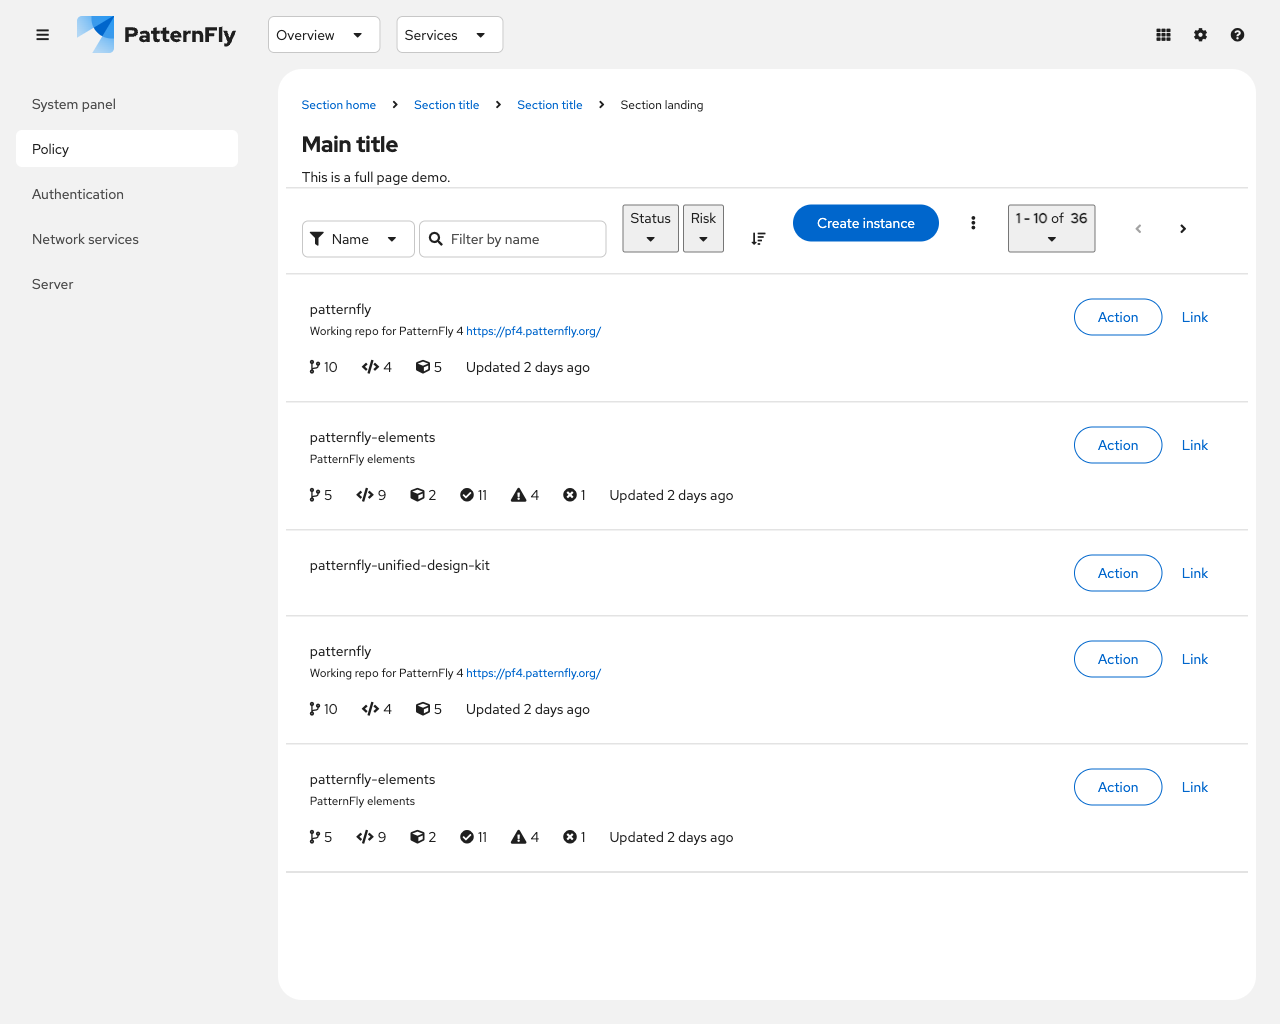 PatternFly Overview Services
System panel
Policy
Authentication
Network services
Server
Section home Section title Section title Section landing
Main title
This is a full page demo.
Name Filter by name Status Risk Create instance 1 - 10 of 36
patternfly Action Link
Working repo for PatternFly 4 https://pf4.patternfly.org/
10 4 5 Updated 2 days ago
patternfly-elements Action Link
PatternFly elements
5 9 2 11 4 1 Updated 2 days ago
patternfly-unified-design-kit Action Link
patternfly Action Link
Working repo for PatternFly 4 https://pf4.patternfly.org/
10 4 5 Updated 2 days ago
patternfly-elements Action Link
PatternFly elements
5 9 2 11 4 1 Updated 2 days ago